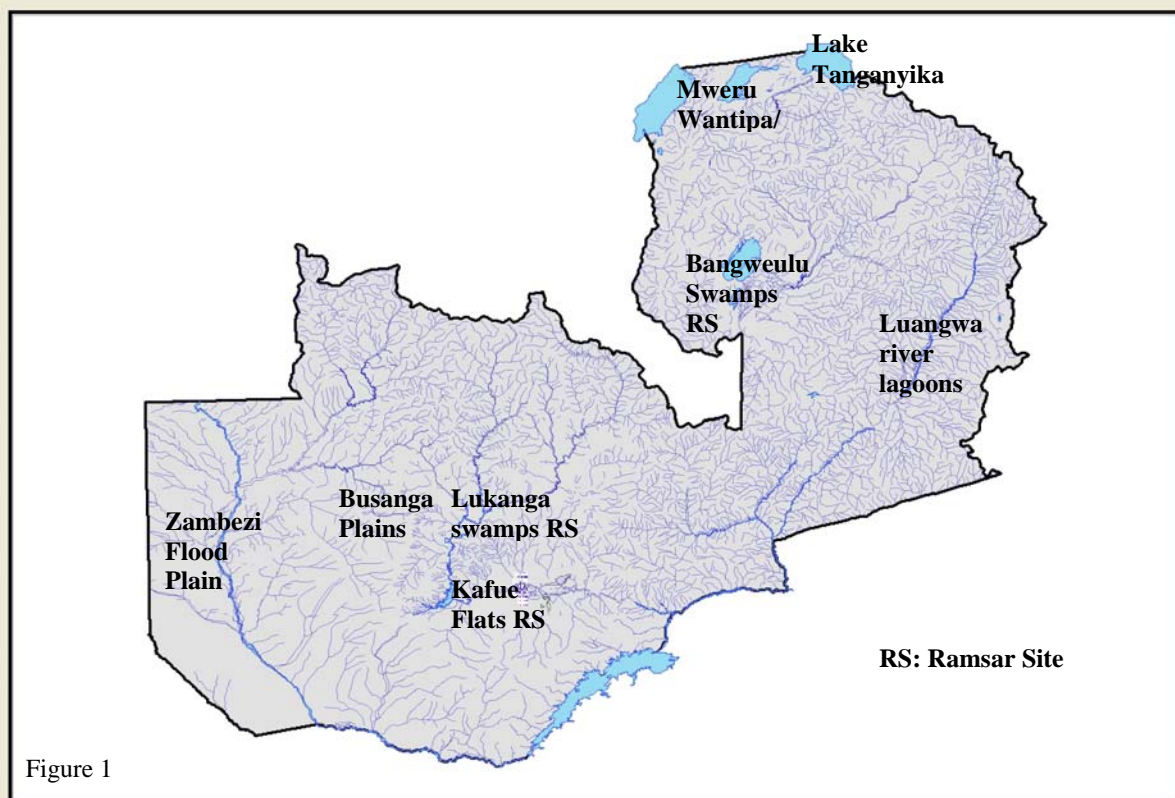 Lake
Tanganyika
Mweru
Wantipa/
Bangweulu
Swamps
RS
Luangwa
river
lagoons
Busanga
Plains
Lukanga
swamps RS
Zambezi
Flood
Plain
Kafue
Flats RS
RS: Ramsar Site
Figure 1